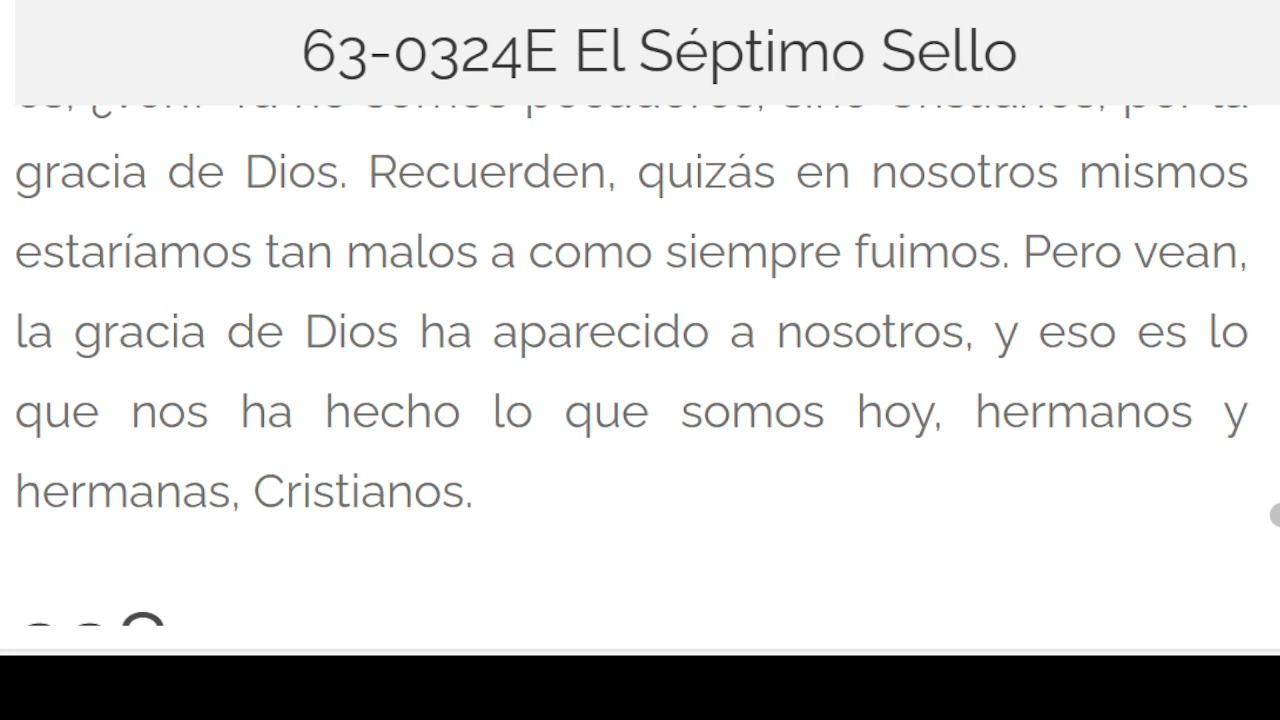 63-0324E El Séptimo Sello
gracia de Dios. Recuerden, quizás en nosotros mismos
estaríamos tan malos a como siempre fuimos. Pero vean,
la gracia de Dios ha aparecido a nosotros, y eso es lo
que nos ha hecho lo que somos hoy, hermanos y
hermanas, Cristianos.